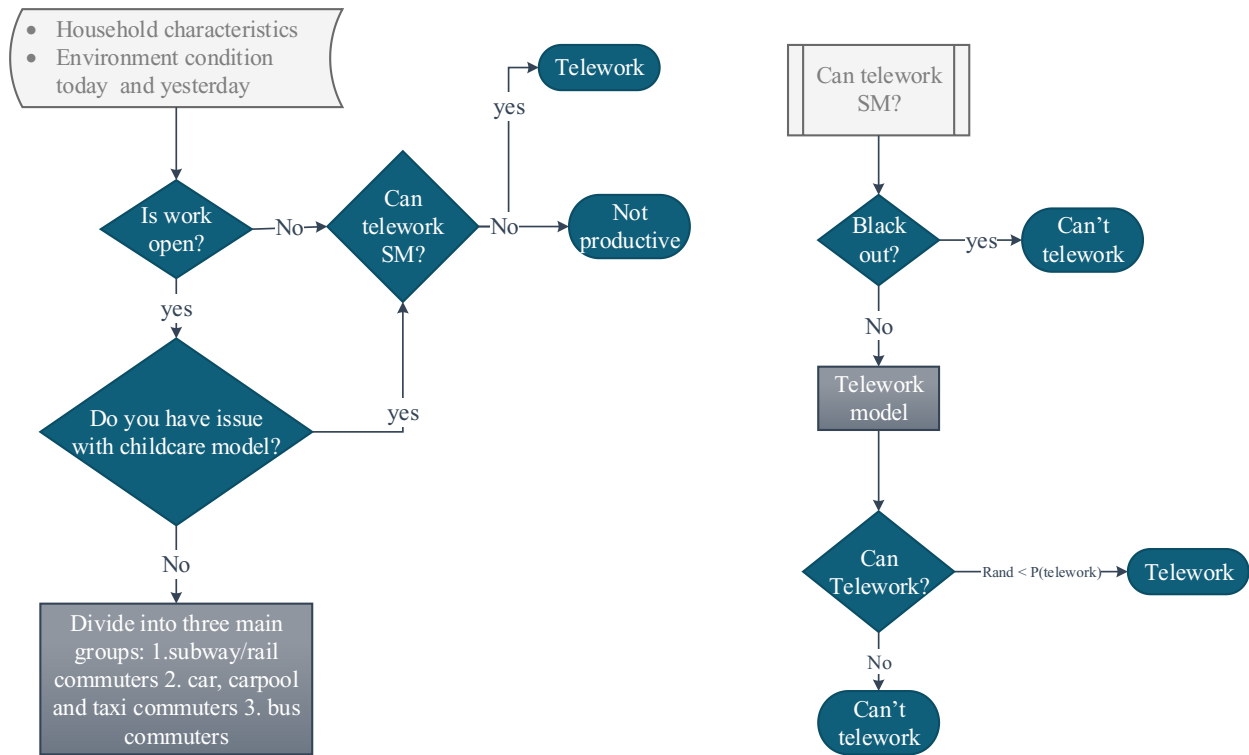 • Household characteristics
• Environment condition
today and yesterday
Is work
open?
No
Can
telework
SM?
yes
Telework
No
Not
productive
yes
Do you have issue
with childcare model?
yes
No
Divide into three main
groups: 1.subway/rail
commuters 2. car, carpool
and taxi commuters 3. bus
commuters
Can telework
SM?
Black
out?
yes
Can't
telework
No
Telework
model
Can
Telework?
Rand < P(telework)
Telework
No
Can't
telework